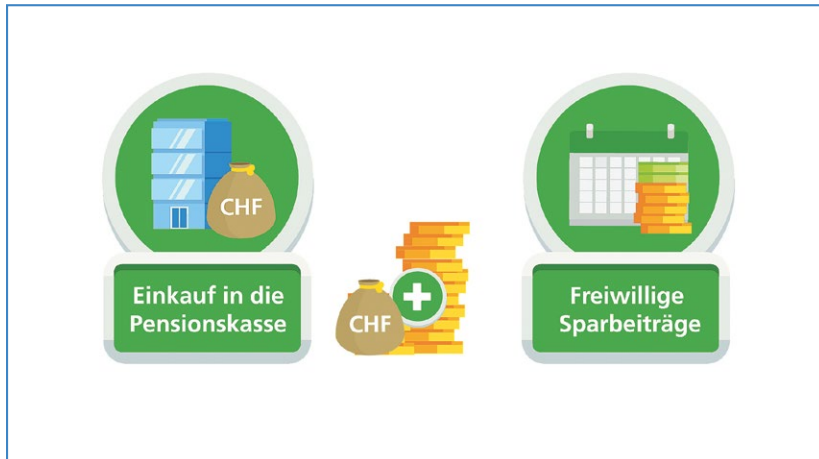 CHF
Einkauf in die
Pensionskasse
CHF
Freiwillige
Sparbeiträge